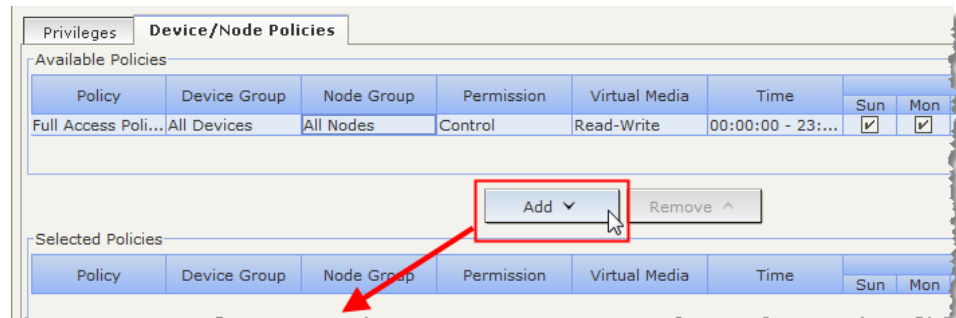 Privileges Device/Node Policies
Available Policies
Policy Device Group Node Group Permission Virtual Media Time Sun Mon
Full Access Poli... All Devices All Nodes Control Read-Write 00:00:00 - 23:...
Add Remove
Selected Policies
Policy Device Group Node Group Permission Virtual Media Time Sun Mon